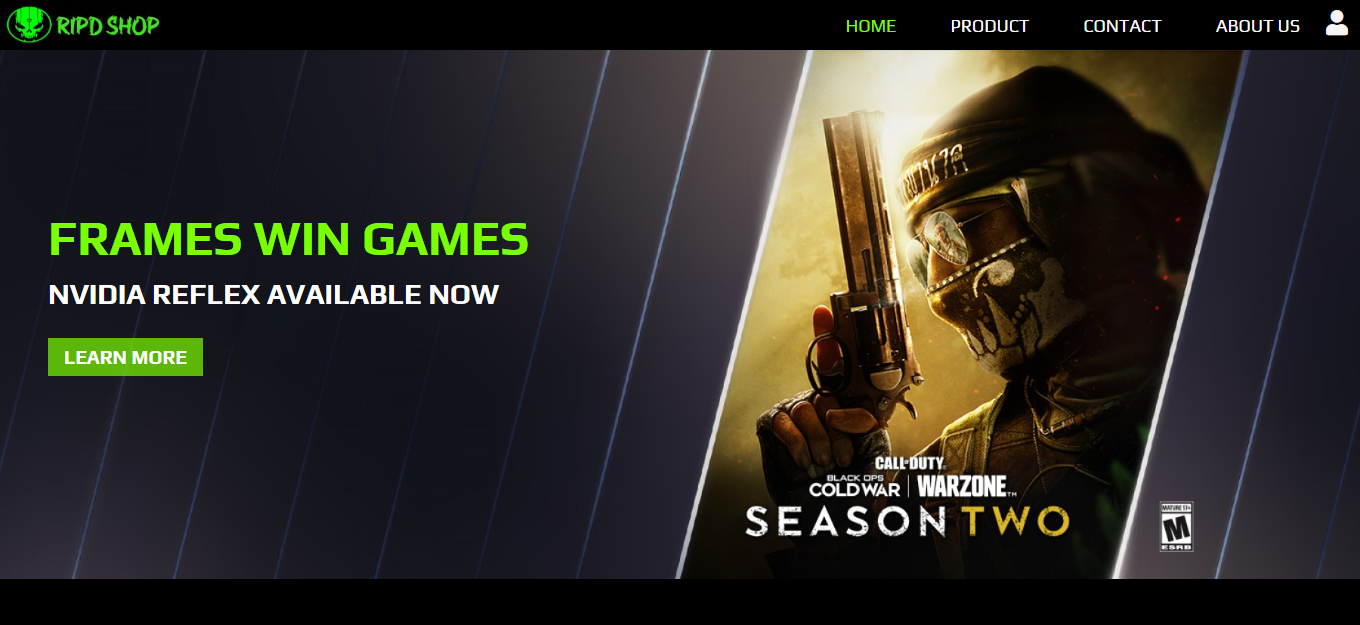 RIPD SHOP
HOME
PRODUCT
CONTACT
ABOUT US
FRAMES WIN GAMES
NVIDIA REFLEX AVAILABLE NOW
LEARN MORE
CALL OF DUTY
BLACK OPS
COLD WAR | WARZONE™
SEASON TWO
MATURE 17+
M
ESRB